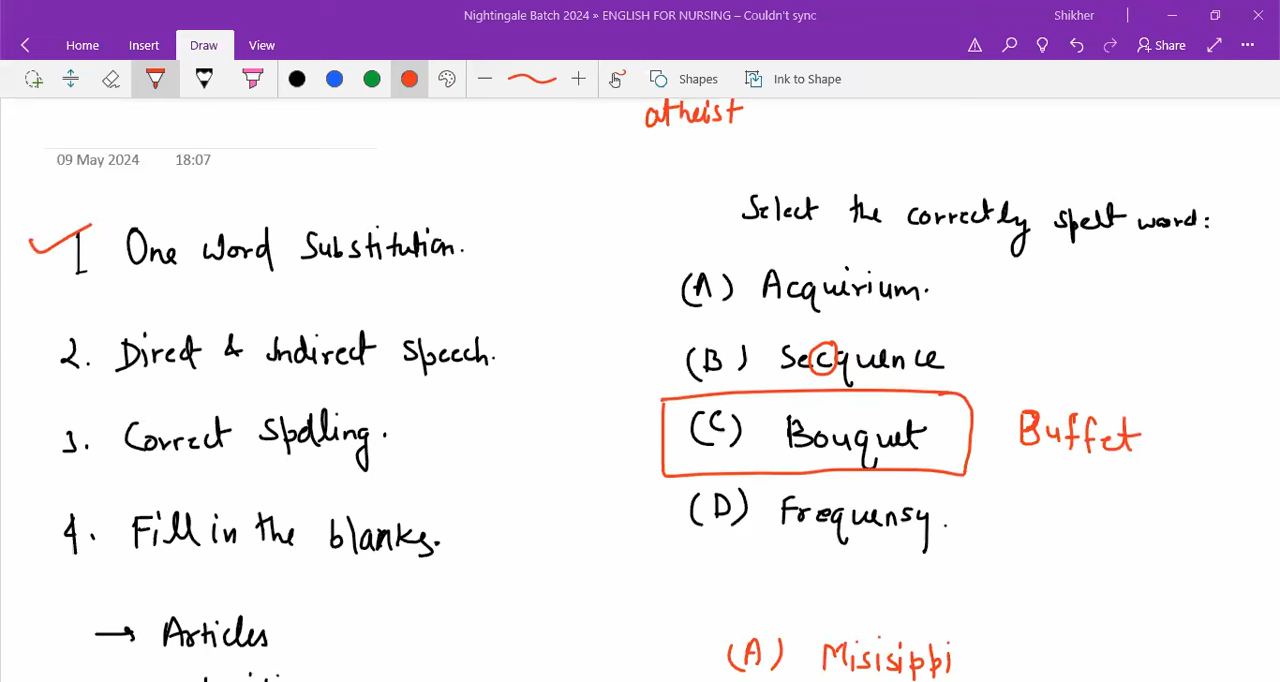 Nightingale Batch 2024 » ENGLISH FOR NURSING – Couldn't sync
Shikher
Home Insert Draw View
Share
Shapes
Ink to Shape
atheist
09 May 2024 18:07
1 One Word Substitution.
2. Direct & Indirect Speech.
3. Correct Spelling.
4. Fill in the blanks.
→ Articles
Select the correctly spelt word:
(A) Acquirium.
(B) Secquence
(C) Bouquet
Buffet
(D) Frequensy.
(A) Misisippi